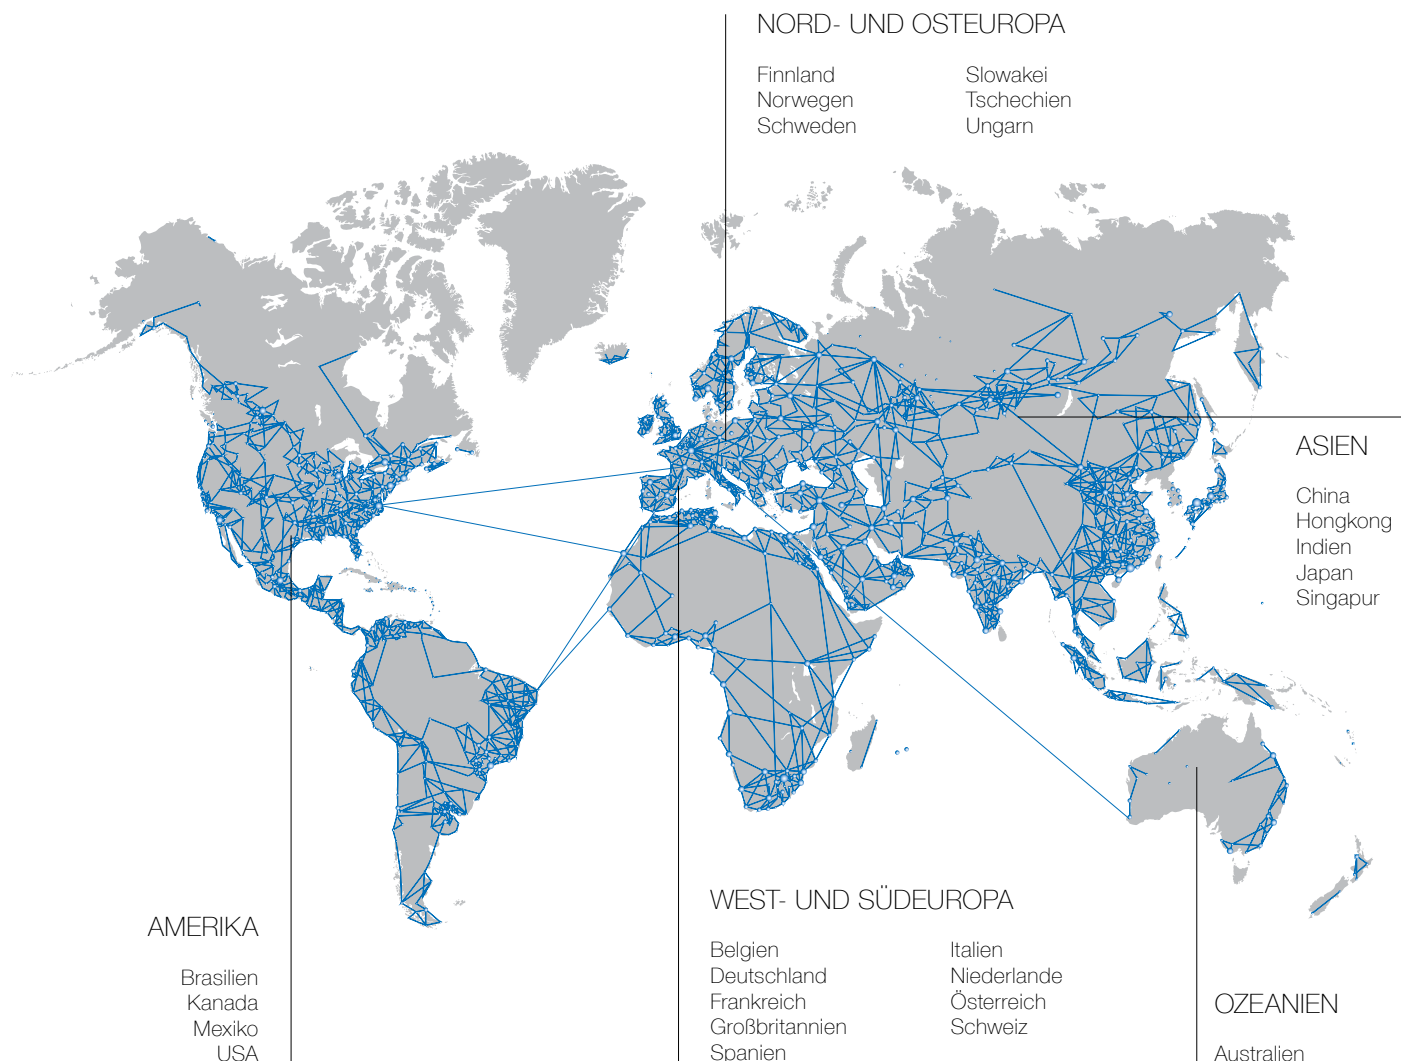 NORD- UND OSTEUROPA
Finnland
Norwegen
Schweden
Slowakei
Tschechien
Ungarn
ASIEN
China
Hongkong
Indien
Japan
Singapur
AMERIKA
Brasilien
Kanada
Mexiko
USA
WEST- UND SÜDEUROPA
Belgien
Deutschland
Frankreich
Großbritannien
Spanien
Italien
Niederlande
Österreich
Schweiz
OZEANIEN
Australien